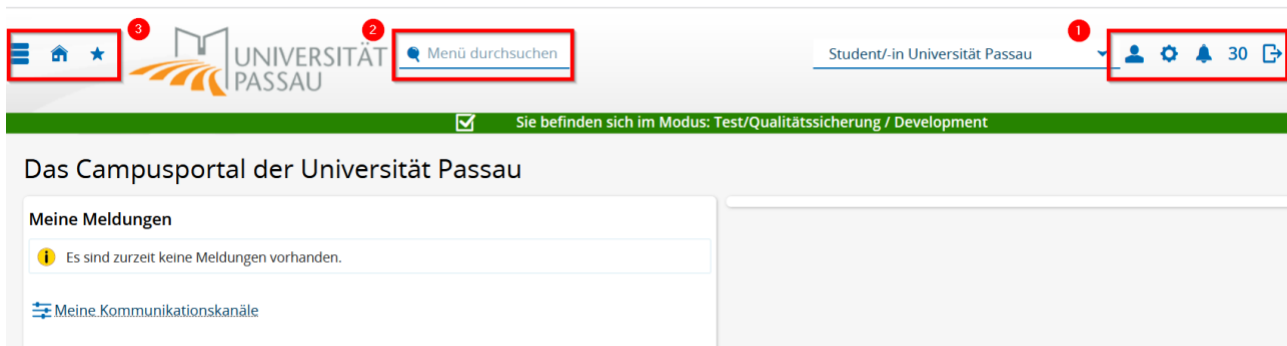 3
2
1
UNIVERSITÄT
PASSAU
Menü durchsuchen
Student/-in Universität Passau
30
Sie befinden sich im Modus: Test/Qualitätssicherung / Development
Das Campusportal der Universität Passau
Meine Meldungen
i Es sind zurzeit keine Meldungen vorhanden.
Meine Kommunikationskanäle